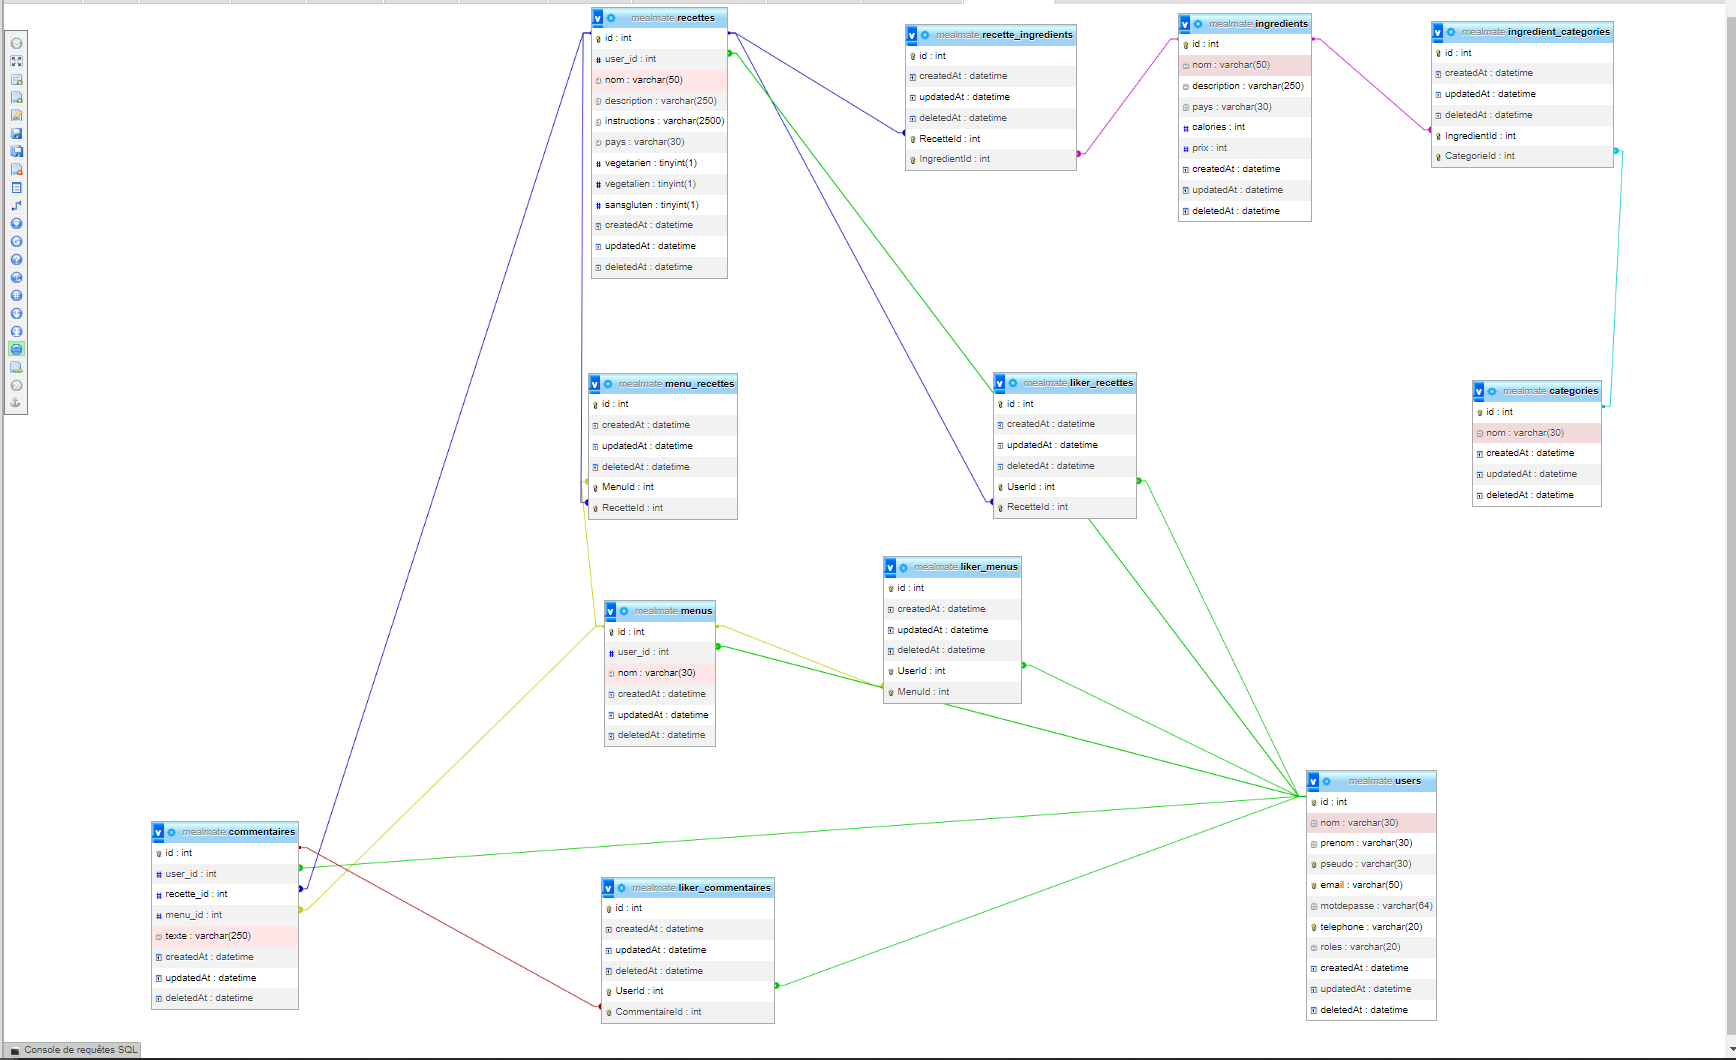 mealmate recettes
id : int
user_id : int
nom : varchar(50)
description : varchar(250)
instructions : varchar(2500)
pays : varchar(30)
vegetarien : tinyint(1)
vegetalien : tinyint(1)
sansgluten : tinyint(1)
createdAt : datetime
updatedAt : datetime
deletedAt : datetime
mealmate recette_ingredients
id : int
createdAt : datetime
updatedAt : datetime
deletedAt : datetime
RecetteId : int
IngredientId : int
mealmate ingredients
id : int
nom : varchar(50)
description : varchar(250)
pays : varchar(30)
calories : int
prix : int
createdAt : datetime
updatedAt : datetime
deletedAt : datetime
mealmate ingredient_categories
id : int
createdAt : datetime
updatedAt : datetime
deletedAt : datetime
IngredientId : int
CategorieId : int
mealmate menu_recettes
id : int
createdAt : datetime
updatedAt : datetime
deletedAt : datetime
MenuId : int
RecetteId : int
mealmate liker_recettes
id : int
createdAt : datetime
updatedAt : datetime
deletedAt : datetime
UserId : int
RecetteId : int
mealmate categories
id : int
nom : varchar(30)
createdAt : datetime
updatedAt : datetime
deletedAt : datetime
mealmate menus
id : int
user_id : int
nom : varchar(30)
createdAt : datetime
updatedAt : datetime
deletedAt : datetime
mealmate liker_menus
id : int
createdAt : datetime
updatedAt : datetime
deletedAt : datetime
UserId : int
MenuId : int
mealmate users
id : int
nom : varchar(30)
prenom : varchar(30)
pseudo : varchar(30)
email : varchar(50)
motdepasse : varchar(64)
telephone : varchar(20)
roles : varchar(20)
createdAt : datetime
updatedAt : datetime
deletedAt : datetime
mealmate commentaires
id : int
user_id : int
recette_id : int
menu_id : int
texte : varchar(250)
createdAt : datetime
updatedAt : datetime
deletedAt : datetime
mealmate liker_commentaires
id : int
createdAt : datetime
updatedAt : datetime
deletedAt : datetime
UserId : int
CommentaireId : int
Console de requêtes SQL